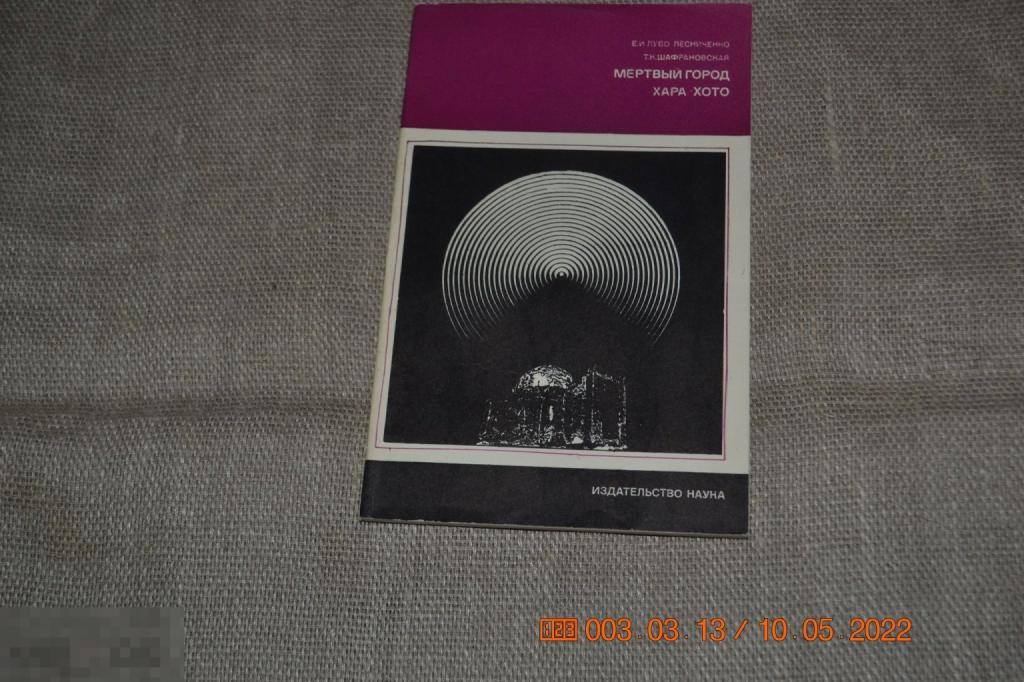 Е.И.ЛУБО ЛЕСНИЧЕНКО
Т.К.ШАФРАНОВСКАЯ
МЕРТВЫЙ ГОРОД
ХАРА-ХОТО
ИЗДАТЕЛЬСТВО НАУКА
003.03.13 / 10.05.2022